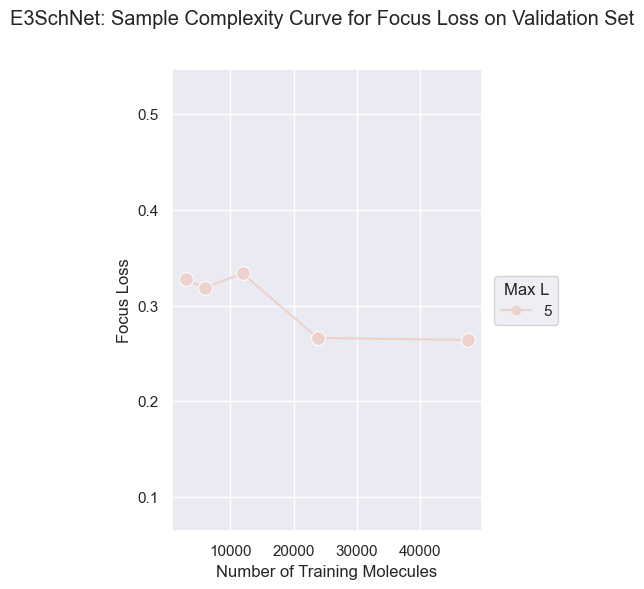 E3SchNet: Sample Complexity Curve for Focus Loss on Validation Set
0.5
0.4
0.3
0.2
0.1
Focus Loss
10000 20000 30000 40000
Number of Training Molecules
Max L
5